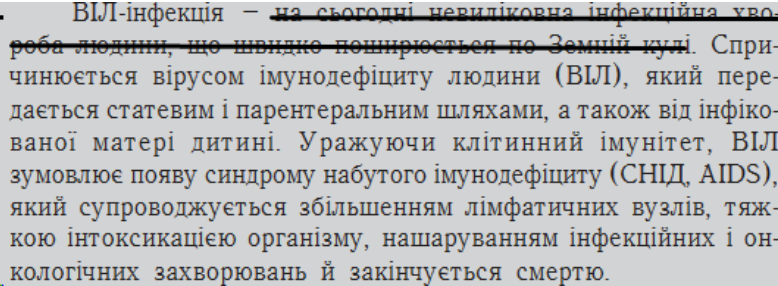 ВІЛ-інфекція – на сьогодні невиліковна інфекційна хво-
роба людини, що швидко поширюється по Земній кулі. Спри-
чинюється вірусом імунодефіциту людини (ВІЛ), який пере-
дається статевим і парентеральним шляхами, а також від інфіко-
ваної матері дитині. Уражуючи клітинний імунітет, ВІЛ
зумовлює появу синдрому набутого імунодефіциту (СНІД, AIDS),
який супроводжується збільшенням лімфатичних вузлів, тяж-
кою інтоксикацією організму, нашаруванням інфекційних і он-
кологічних захворювань й закінчується смертю.